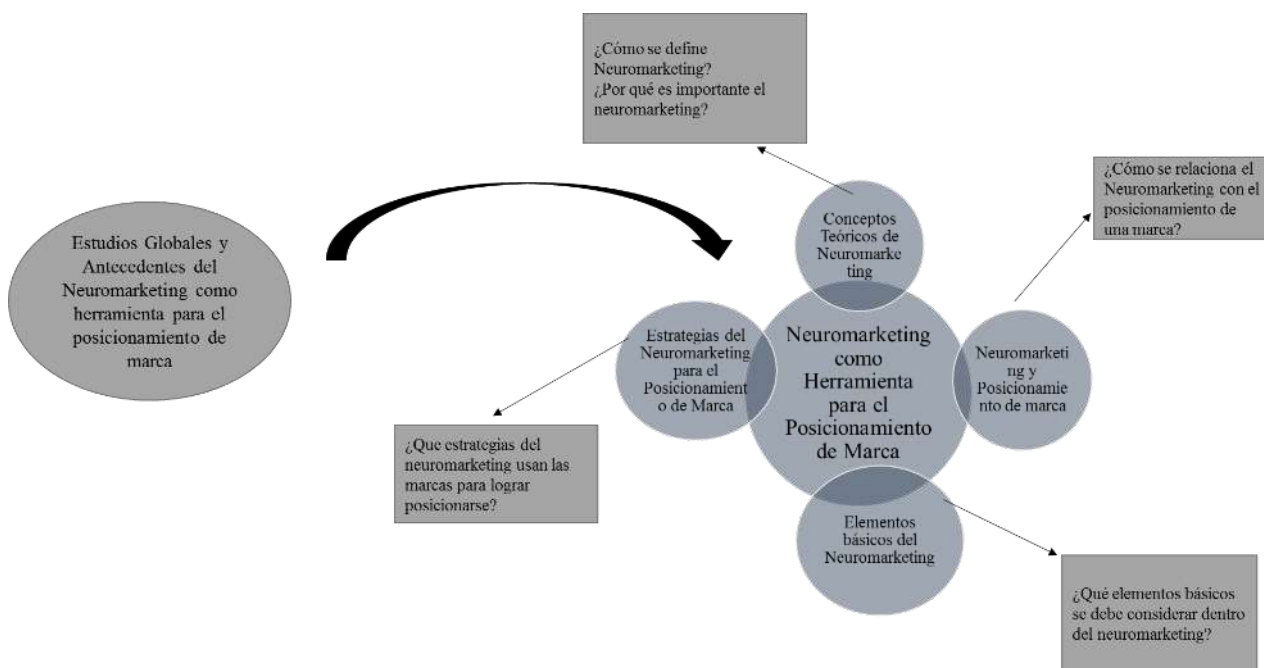 ¿Cómo se define
Neuromarketing?
¿Por qué es importante el
neuromarketing?
¿Cómo se relaciona el
Neuromarketing con el
posicionamiento de
una marca?
Estudios Globales y
Antecedentes del
Neuromarketing como
herramienta para el
posicionamiento de
marca
Conceptos
Teóricos de
Neuromarke
ting
Estrategias del
Neuromarketing
para el
Posicionamient
o de Marca
Neuromarketing
como
Herramienta
para el
Posicionamiento
de Marca
Neuromarketi
ng y
Posicionamie
nto de marca
¿Que estrategias del
neuromarketing usan las
marcas para lograr
posicionarse?
Elementos
básicos del
Neuromarketing
¿Qué elementos básicos
se debe considerar dentro
del neuromarketing?